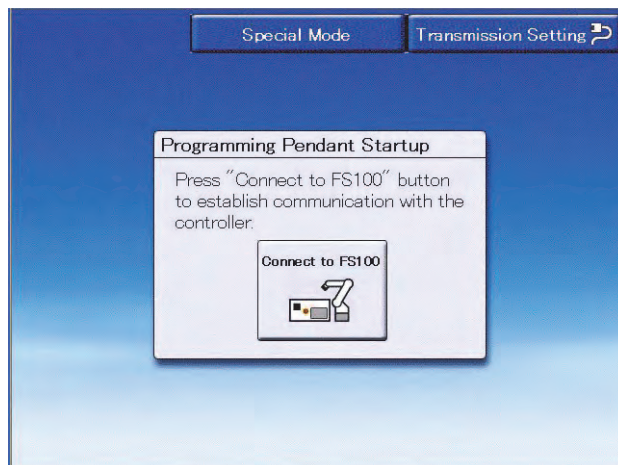 Special Mode
Transmission Setting
Programming Pendant Startup
Press "Connect to FS100" button
to establish communication with the
controller.
Connect to FS100